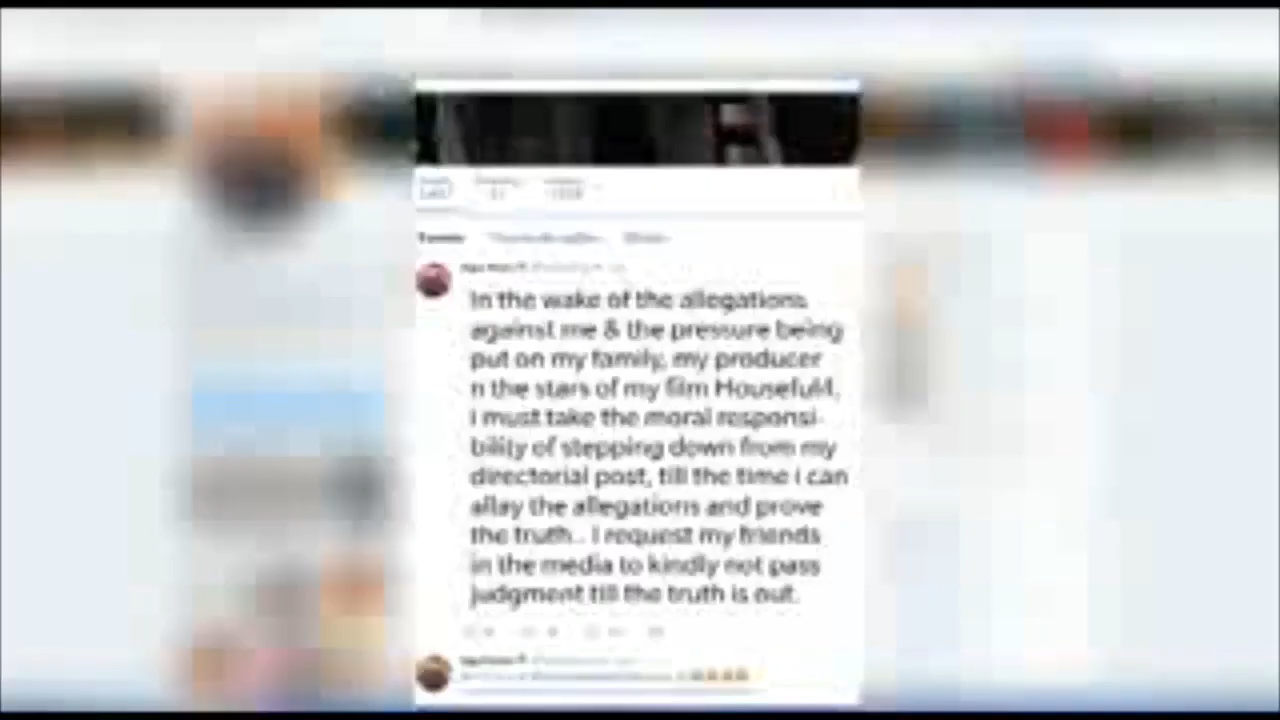 In the wake of the allegations
against me & the pressure being
put on my family, my producer
n the stars of my film Houseful4,
i must take the moral responsi-
bility of stepping down from my
directorial post, till the time i can
allay the allegations and prove
the truth.. I request my friends
in the media to kindly not pass
judgment till the truth is out.